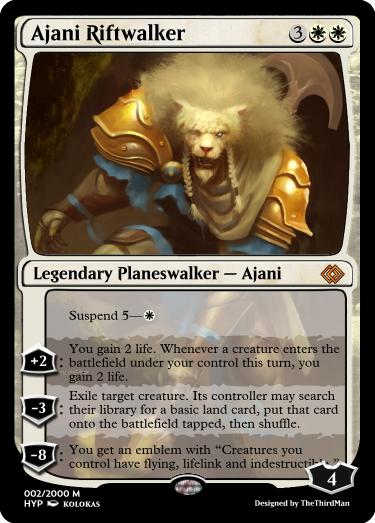 Ajani Riftwalker 3
Legendary Planeswalker — Ajani
Suspend 5—
+2: You gain 2 life. Whenever a creature enters the
battlefield under your control this turn, you
gain 2 life.
-3: Exile target creature. Its controller may search
their library for a basic land card, put that card
onto the battlefield tapped, then shuffle.
-8: You get an emblem with “Creatures you
control have flying, lifelink and indestructible.”
4
002/2000 M
HYP KOLOKAS
Designed by TheThirdMan